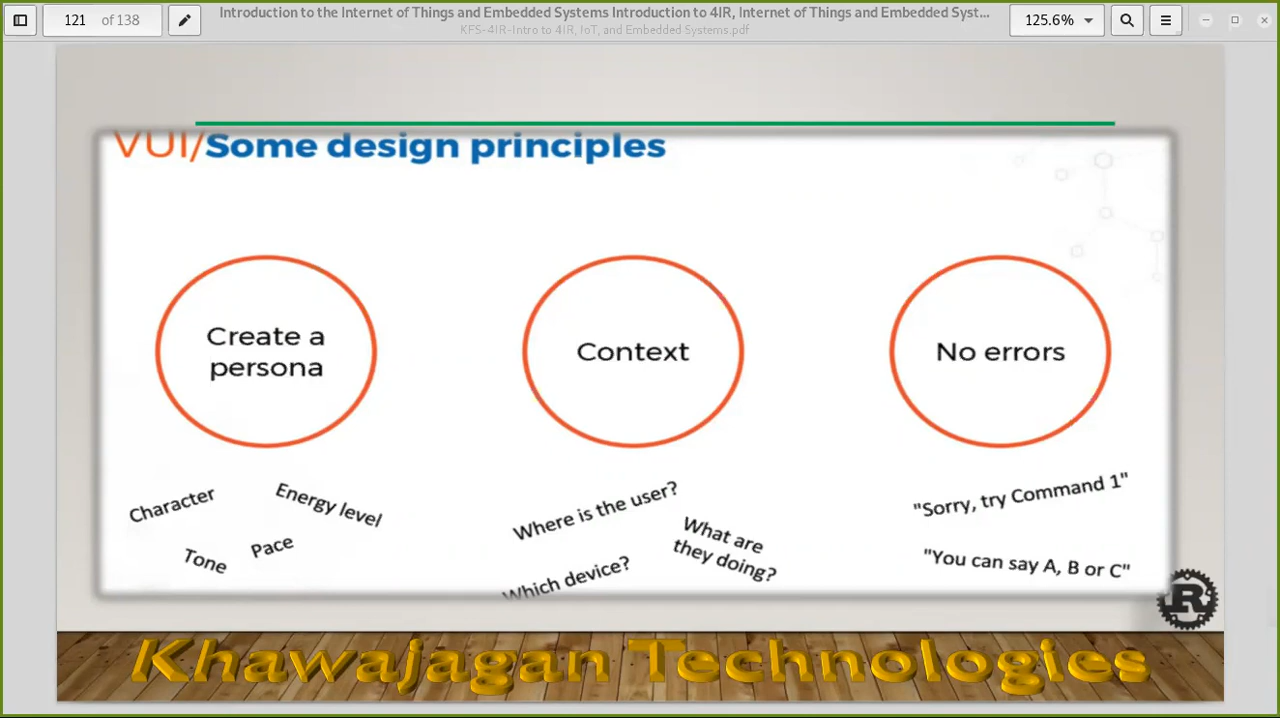 121
of 138
Introduction to the Internet of Things and Embedded Systems Introduction to 4IR, Internet of Things and Embedded Syst...
KFS-4IR-Intro to 4IR, IoT, and Embedded Systems.pdf
125.6%
VUI/Some design principles
Create a
persona
Context
No errors
Character
Energy level
Tone
Pace
Where is the user?
What are
they doing?
Which device?
"Sorry, try Command 1"
"You can say A, B or C"
R
Khawajagan Technologies